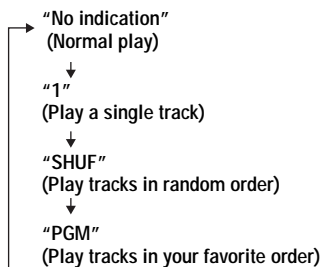 “No indication”
(Normal play)
“1”
(Play a single track)
“SHUF”
(Play tracks in random order)
“PGM”
(Play tracks in your favorite order)